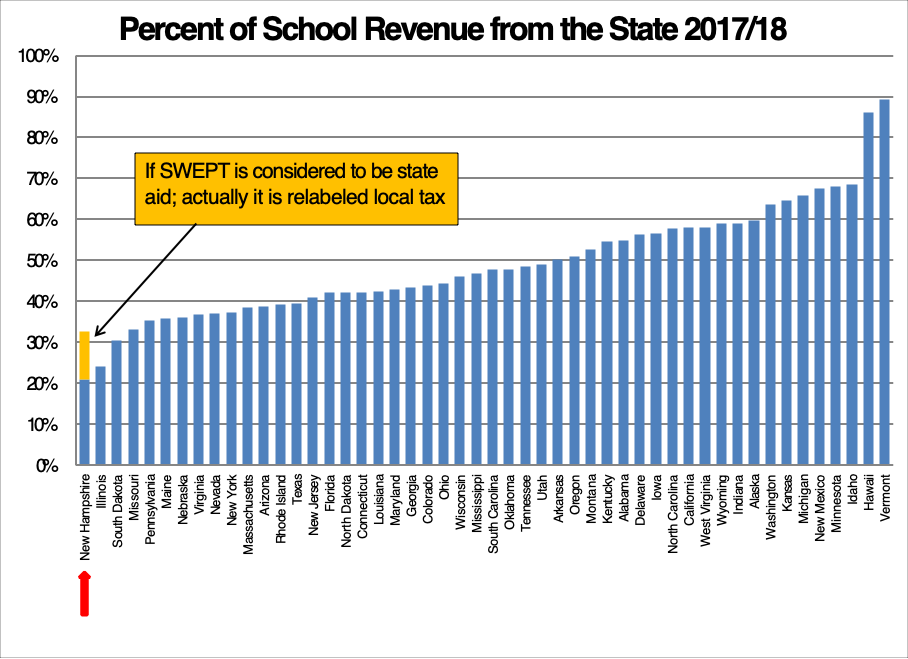 Percent of School Revenue from the State 2017/18
100%
90%
80%
70%
60%
50%
40%
30%
20%
10%
0%
If SWEPT is considered to be state
aid; actually it is relabeled local tax
New Hampshire
Illinois
South Dakota
Missouri
Pennsylvania
Maine
Nebraska
Virginia
Nevada
New York
Massachusetts
Arizona
Rhode Island
Texas
New Jersey
Florida
North Dakota
Connecticut
Louisiana
Maryland
Georgia
Colorado
Ohio
Wisconsin
Mississippi
South Carolina
Oklahoma
Tennessee
Utah
Arkansas
Oregon
Montana
Kentucky
Alabama
Delaware
Iowa
North Carolina
California
West Virginia
Wyoming
Indiana
Alaska
Washington
Kansas
Michigan
New Mexico
Minnesota
Idaho
Hawaii
Vermont